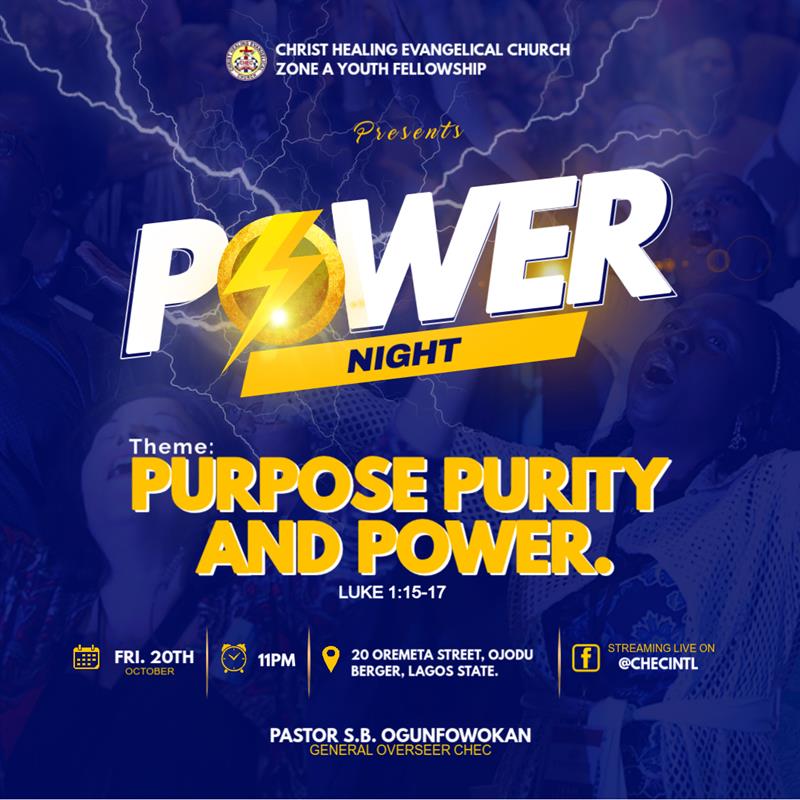 CHRIST HEALING EVANGELICAL CHURCH
ZONE A YOUTH FELLOWSHIP
Presents
POWER
NIGHT
Theme:
PURPOSE PURITY
AND POWER.
LUKE 1:15-17
FRI. 20TH
OCTOBER
11PM
20 OREMETA STREET, OJODU
BERGER, LAGOS STATE.
STREAMING LIVE ON
@CHECINTL
PASTOR S.B. OGUNFOWOKAN
GENERAL OVERSEER CHEC